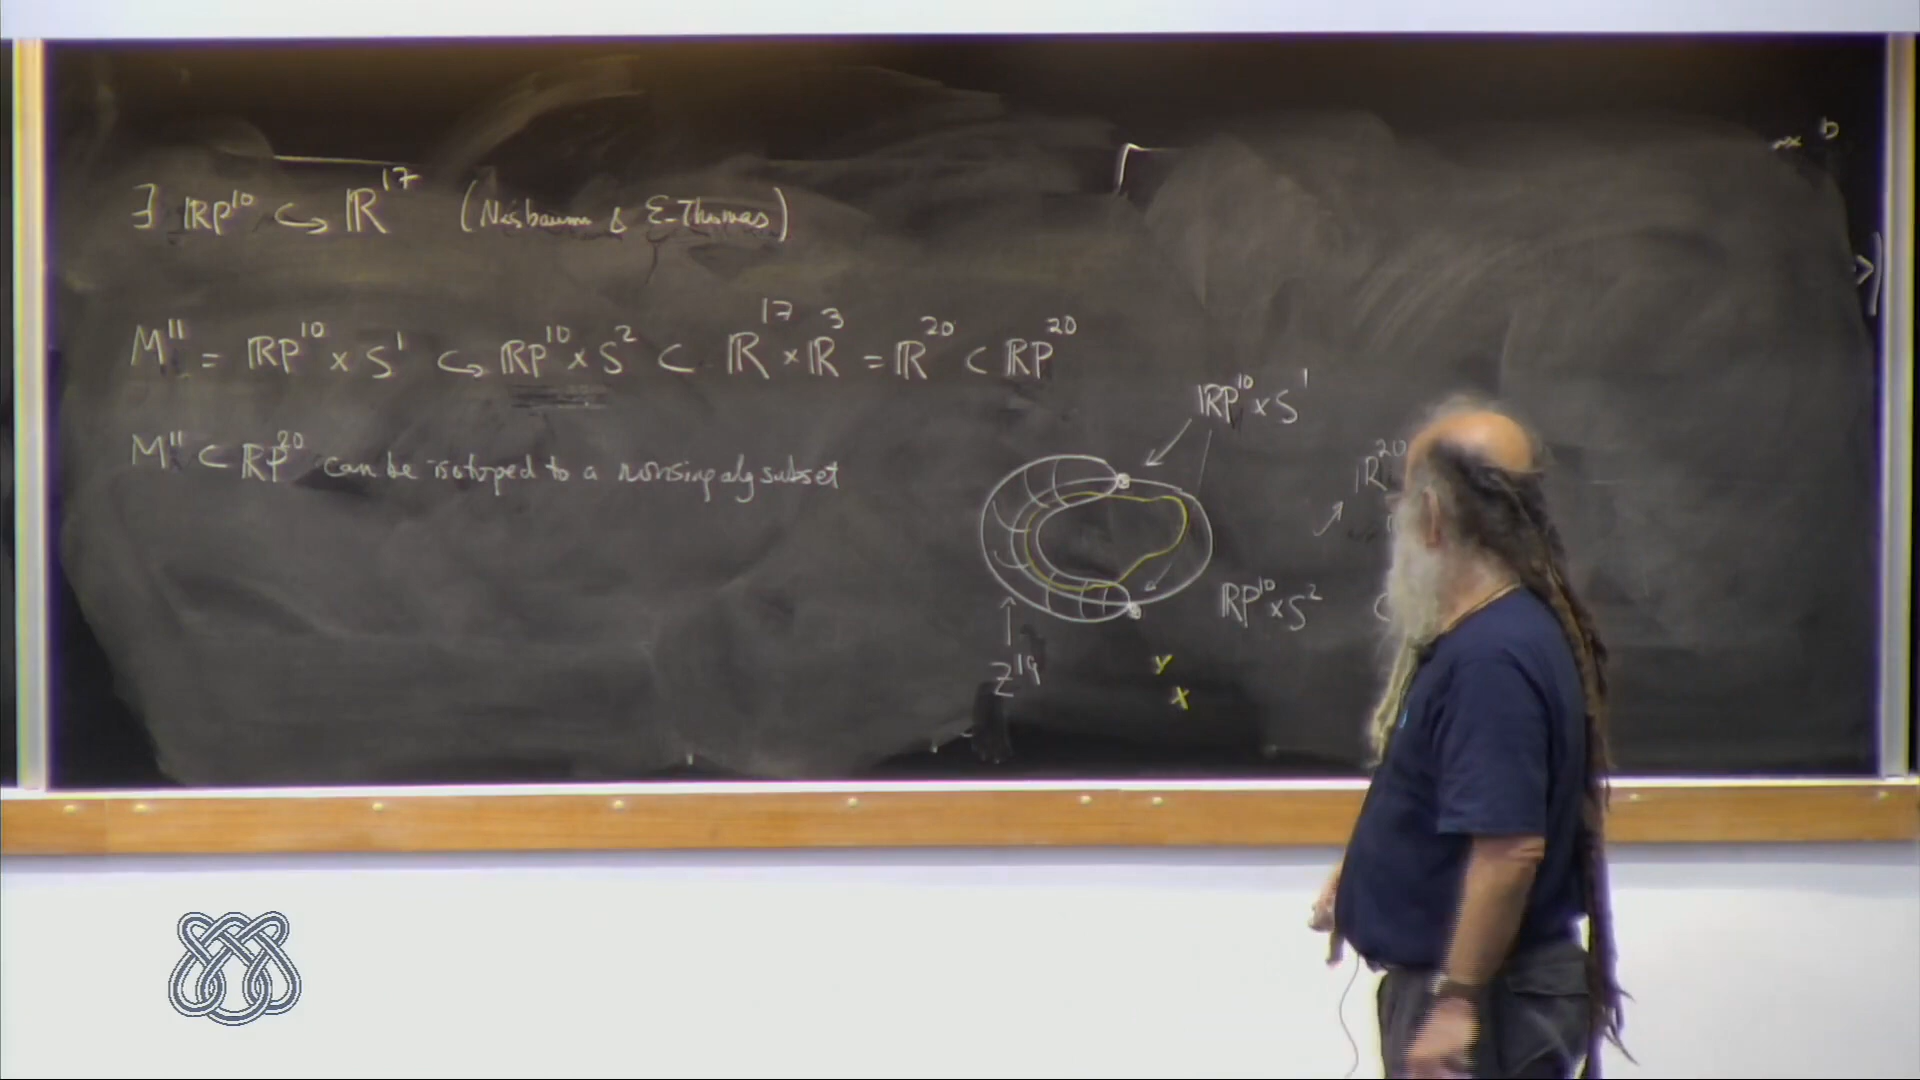 ∃ RP¹⁰ ↪ R¹⁷ ( & E. Thomas)
M¹¹ = RP¹⁰ × S¹ ↪ RP¹⁰ × S² ⊂ R¹⁷ × R³ = R²⁰ ⊂ RP²⁰
M¹¹ ⊂ RP²⁰ can be isotoped to a nonsing alg subset
RP¹⁰ × S¹
R²⁰
RP¹⁰ × S² ⊂
Z¹⁹
Y
X